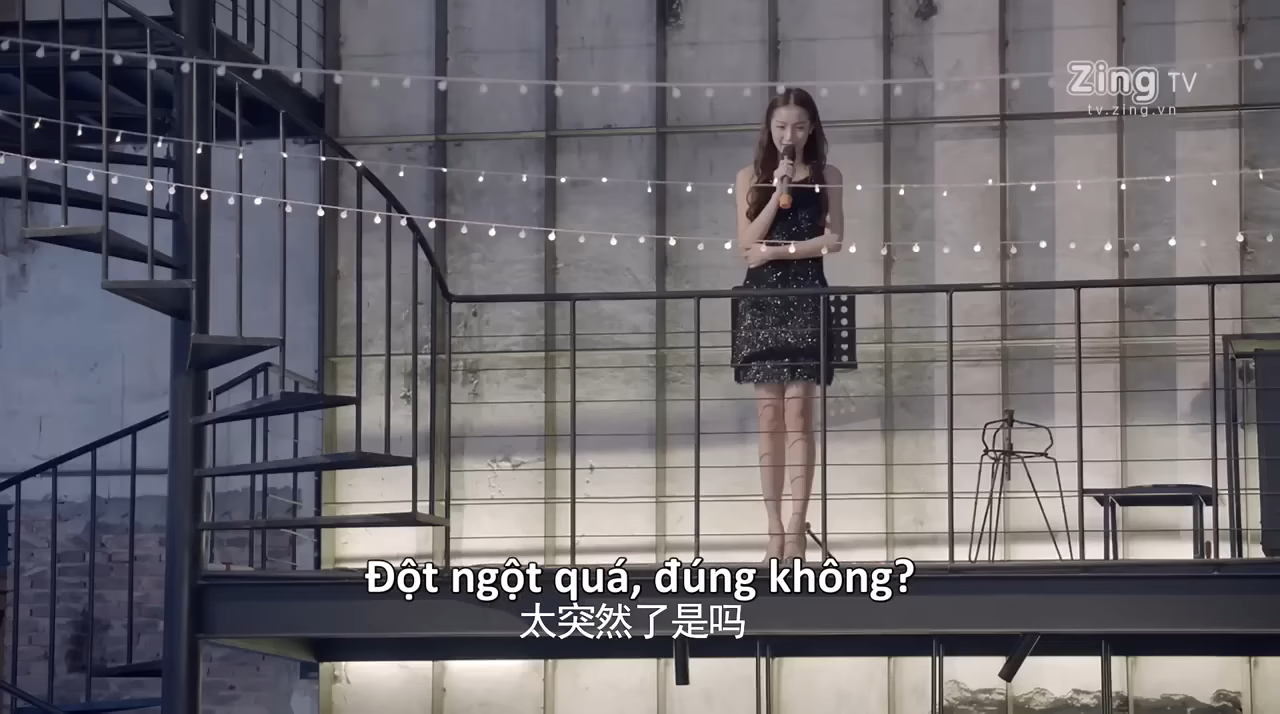 Zing TV
tv.zing.vn
Đột ngột quá, đúng không?
太突然了是吗